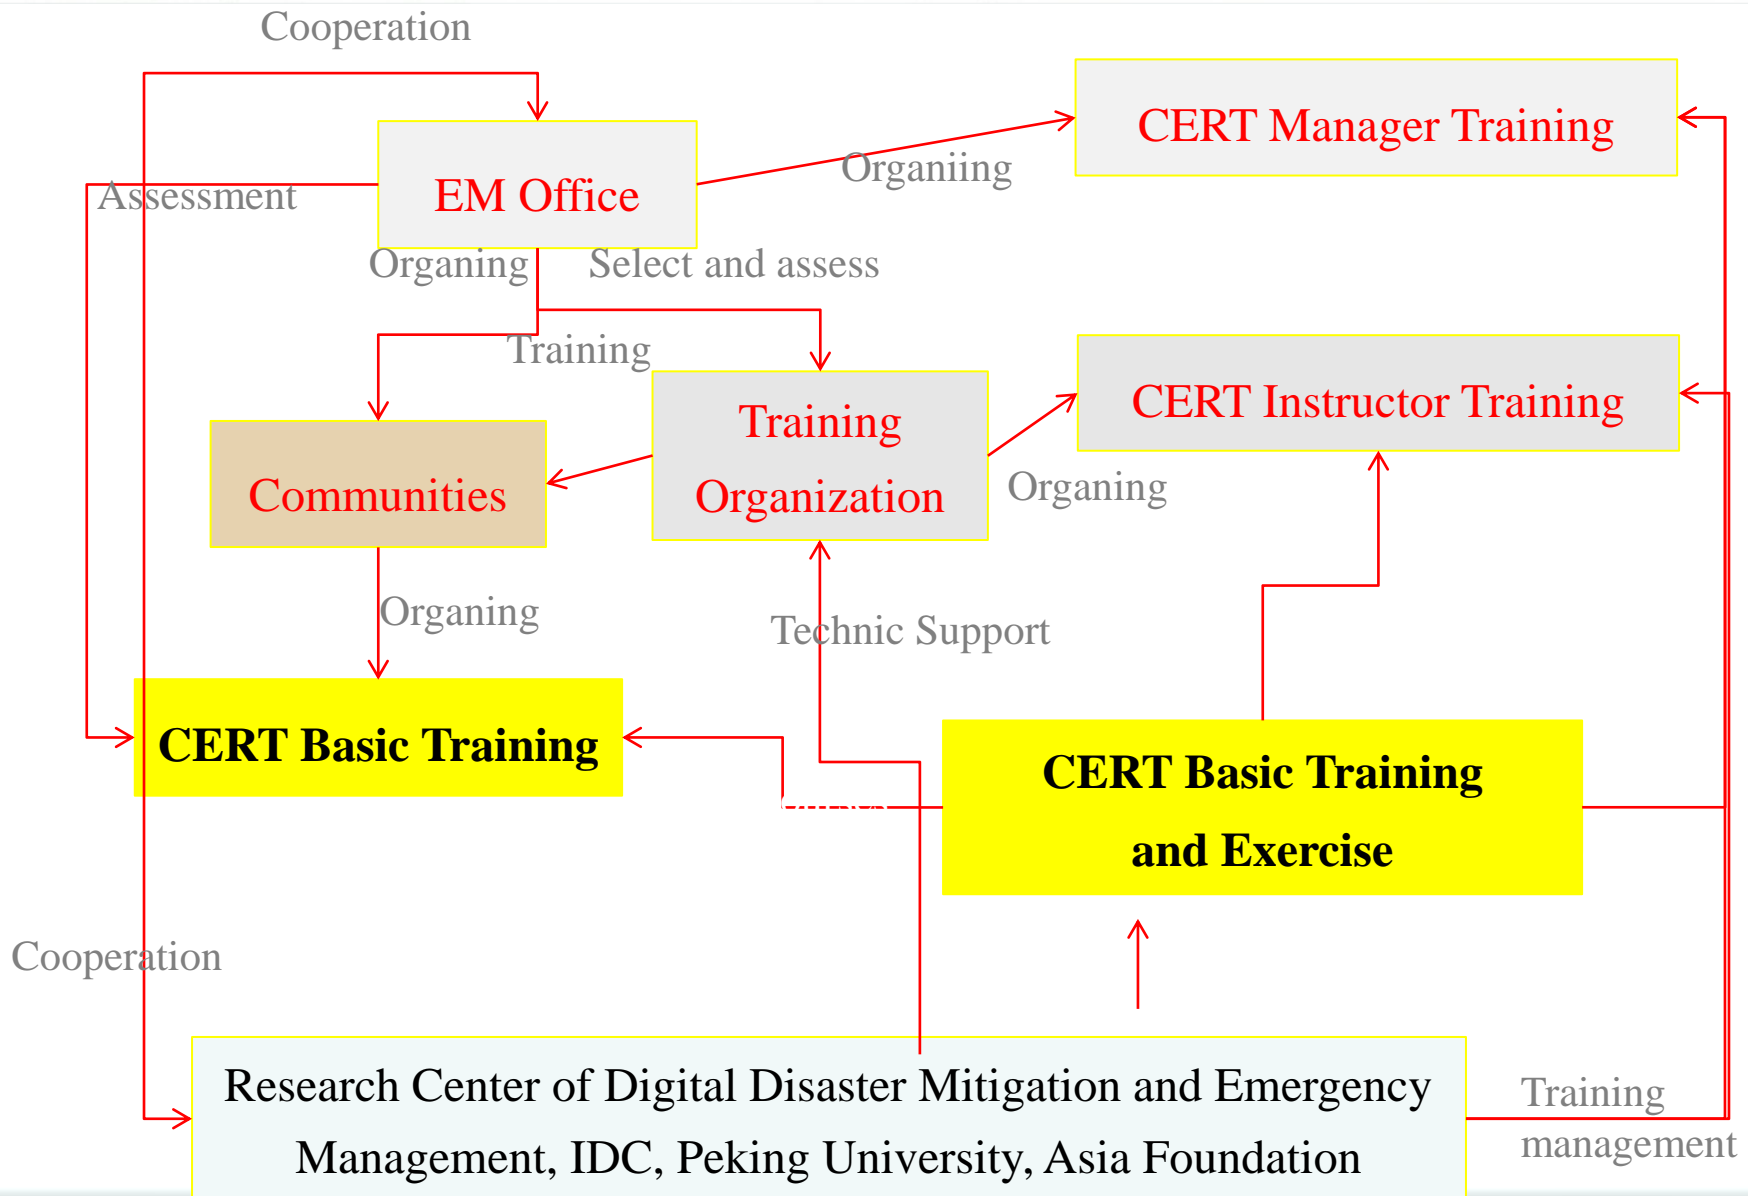 Cooperation
CERT Manager Training
Organiing
Assessment
EM Office
Organing
Select and assess
Training
Training
Organization
CERT Instructor Training
Communities
Organing
Organing
Technic Support
CERT Basic Training
CERT Basic Training
and Exercise
Cooperation
Research Center of Digital Disaster Mitigation and Emergency
Management, IDC, Peking University, Asia Foundation
Training
management